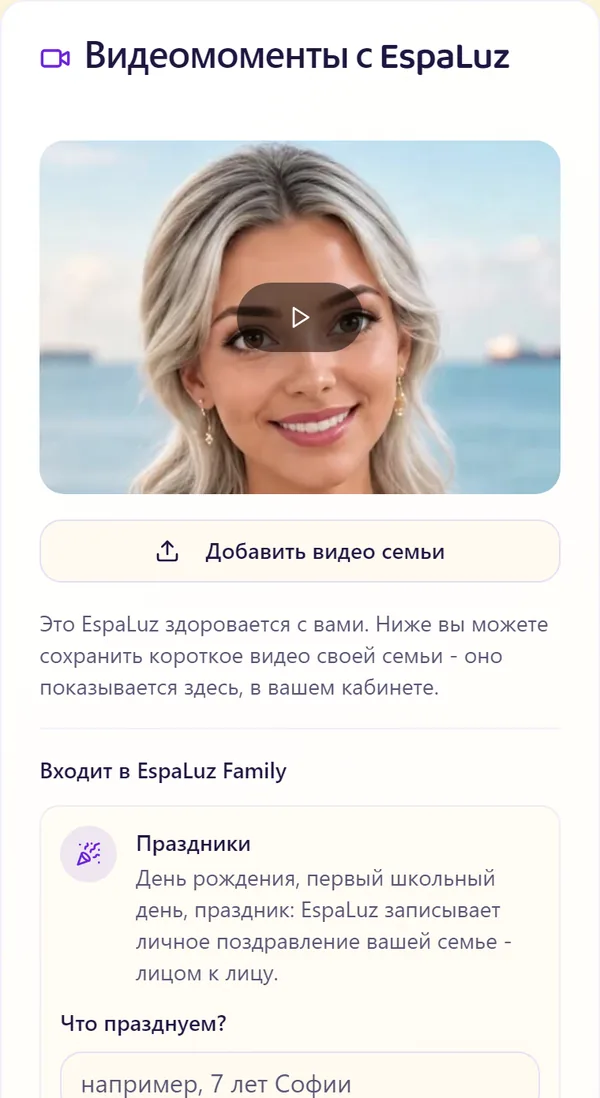 Видеомоменты с EspaLuz
Добавить видео семьи
Это EspaLuz здоровается с вами. Ниже вы можете
сохранить короткое видео своей семьи - оно
показывается здесь, в вашем кабинете.
Входит в EspaLuz Family
Праздники
День рождения, первый школьный
день, праздник: EspaLuz записывает
личное поздравление вашей семье -
лицом к лицу.
Что празднуем?
например, 7 лет Софии